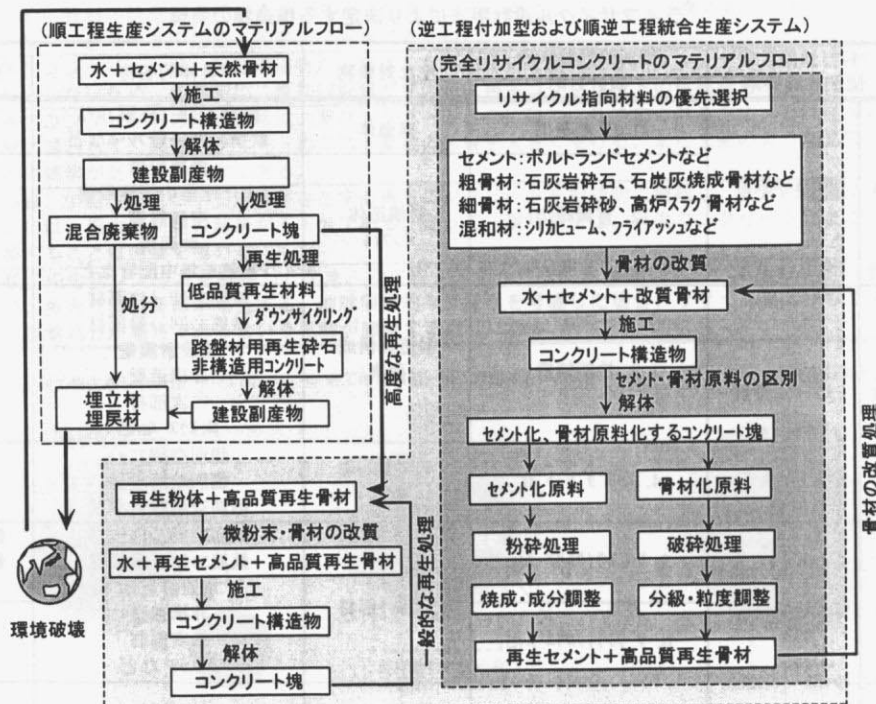 (順工程生産システムのマテリアルフロー)
水+セメント+天然骨材
施工
コンクリート構造物
解体
建設副産物
処理
処理
混合廃棄物
コンクリート塊
再生処理
低品質再生材料
処分
ダウンサイクリング
路盤材用再生砕石
非構造用コンクリート
解体
埋立材
埋戻材
建設副産物
高度な再生処理
再生粉体+高品質再生骨材
微粉末・骨材の改質
水+再生セメント+高品質再生骨材
施工
コンクリート構造物
解体
コンクリート塊
一般的な再生処理
環境破壊
(逆工程付加型および順逆工程統合生産システム)
(完全リサイクルコンクリートのマテリアルフロー)
リサイクル指向材料の優先選択
セメント:ポルトランドセメントなど
粗骨材:石灰岩砕石、石炭灰焼成骨材など
細骨材:石灰岩砕砂、高炉スラグ骨材など
混和材:シリカヒューム、フライアッシュなど
骨材の改質
水+セメント+改質骨材
施工
コンクリート構造物
セメント・骨材原料の区別
解体
セメント化、骨材原料化するコンクリート塊
セメント化原料
骨材化原料
粉砕処理
破砕処理
焼成・成分調整
分級・粒度調整
再生セメント+高品質再生骨材
骨材の改質処理